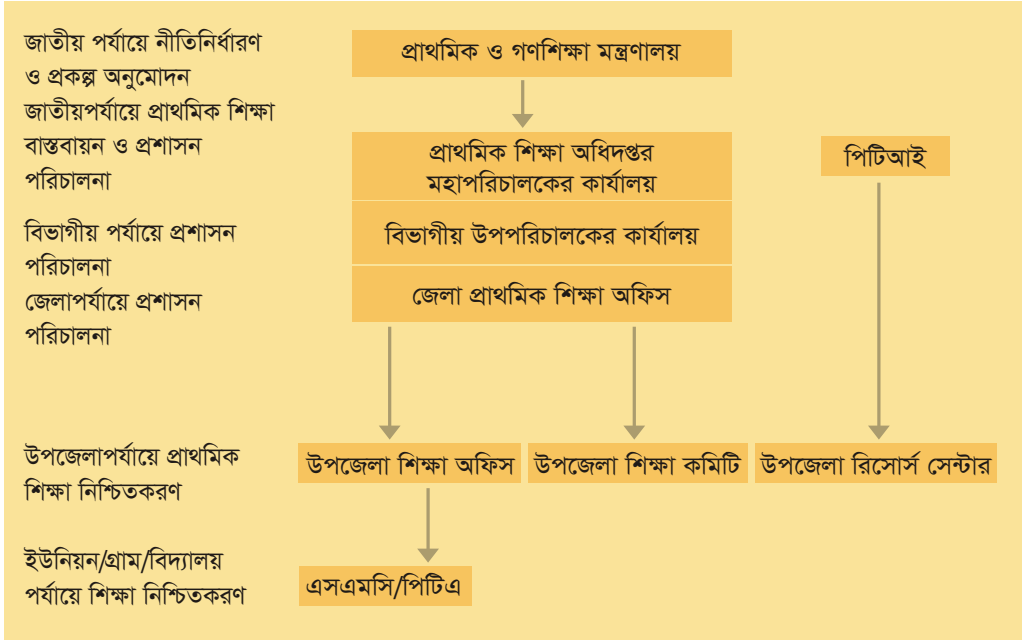 জাতীয় পর্যায়ে নীতিনির্ধারণ
ও প্রকল্প অনুমোদন
প্রাথমিক ও গণশিক্ষা মন্ত্রণালয়
জাতীয়পর্যায়ে প্রাথমিক শিক্ষা
বাস্তবায়ন ও প্রশাসন
পরিচালনা
প্রাথমিক শিক্ষা অধিদপ্তর
মহাপরিচালকের কার্যালয়
পিটিআই
বিভাগীয় পর্যায়ে প্রশাসন
পরিচালনা
বিভাগীয় উপপরিচালকের কার্যালয়
জেলাপর্যায়ে প্রশাসন
পরিচালনা
জেলা প্রাথমিক শিক্ষা অফিস
উপজেলাপর্যায়ে প্রাথমিক
শিক্ষা নিশ্চিতকরণ
উপজেলা শিক্ষা অফিস
উপজেলা শিক্ষা কমিটি
উপজেলা রিসোর্স সেন্টার
ইউনিয়ন/গ্রাম/বিদ্যালয়
পর্যায়ে শিক্ষা নিশ্চিতকরণ
এসএমসি/পিটিএ